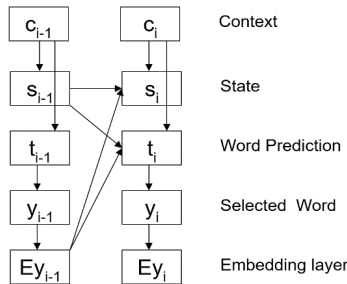 c_{i-1} c_i Context
s_{i-1} s_i State
t_{i-1} t_i Word Prediction
y_{i-1} y_i Selected Word
Ey_{i-1} Ey_i Embedding layer